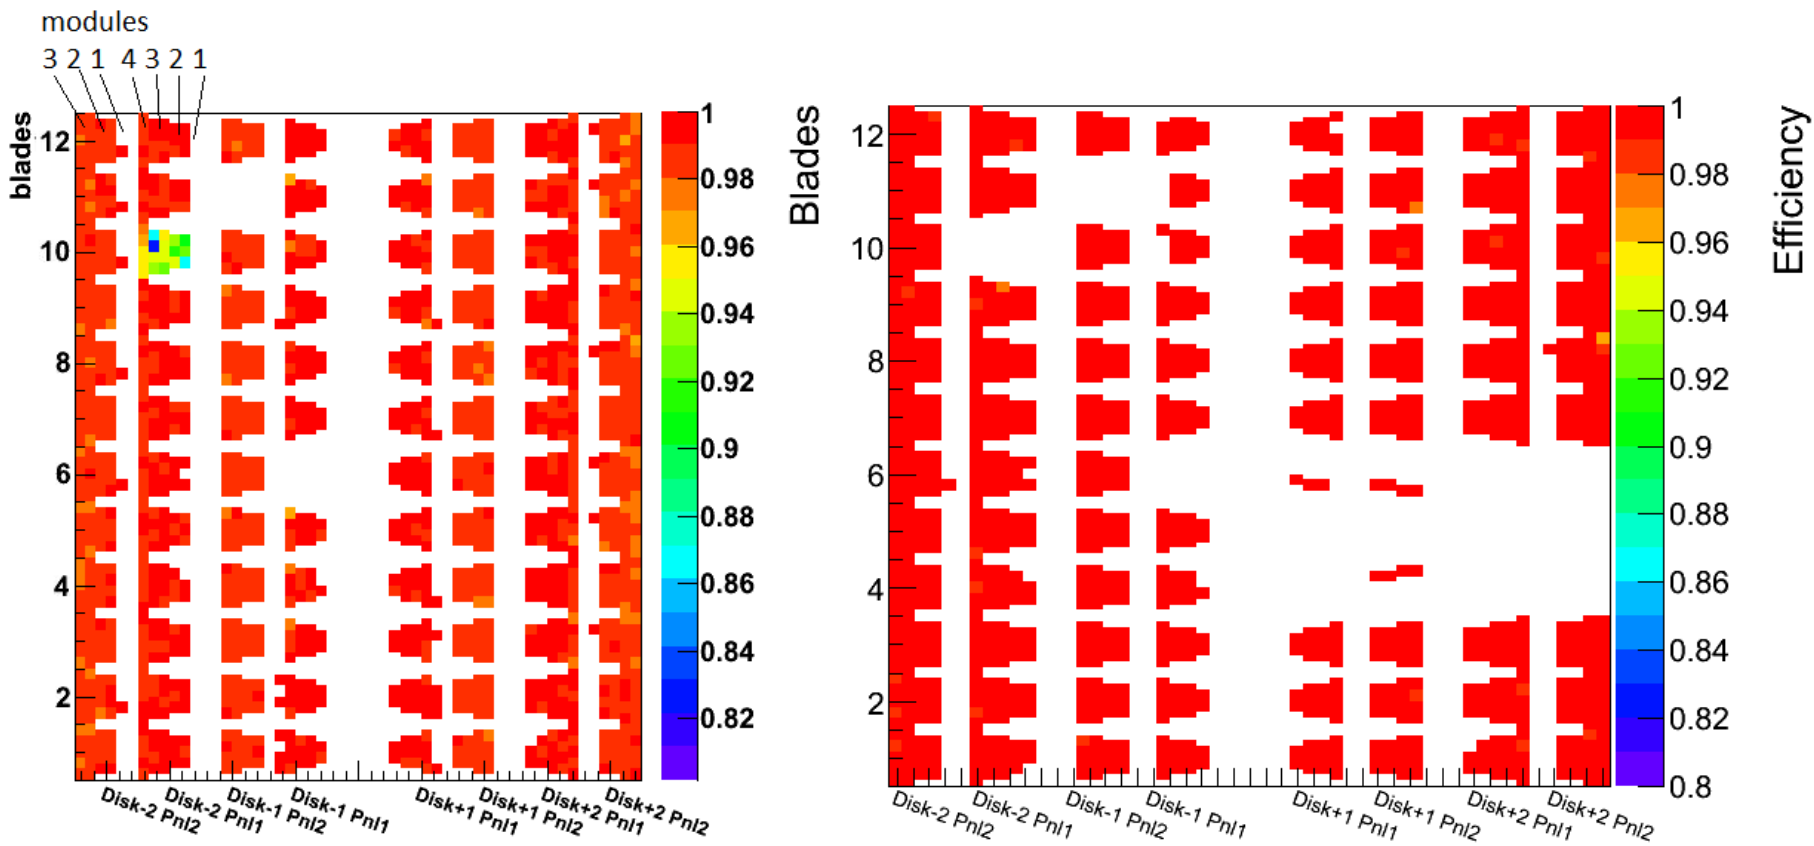 modules
3 2 1 4 3 2 1
blades
12
10
8
6
4
2
1
0.98
0.96
0.94
0.92
0.9
0.88
0.86
0.84
0.82
Disk-2 Pnl2
Disk-2 Pnl1
Disk-1 Pnl2
Disk-1 Pnl1
Disk+1 Pnl1
Disk+1 Pnl2
Disk+2 Pnl1
Disk+2 Pnl2
Blades
12
10
8
6
4
2
1
0.98
0.96
0.94
0.92
0.9
0.88
0.86
0.84
0.82
0.8
Efficiency
Disk-2 Pnl2
Disk-2 Pnl1
Disk-1 Pnl2
Disk-1 Pnl1
Disk+1 Pnl1
Disk+1 Pnl2
Disk+2 Pnl1
Disk+2 Pnl2